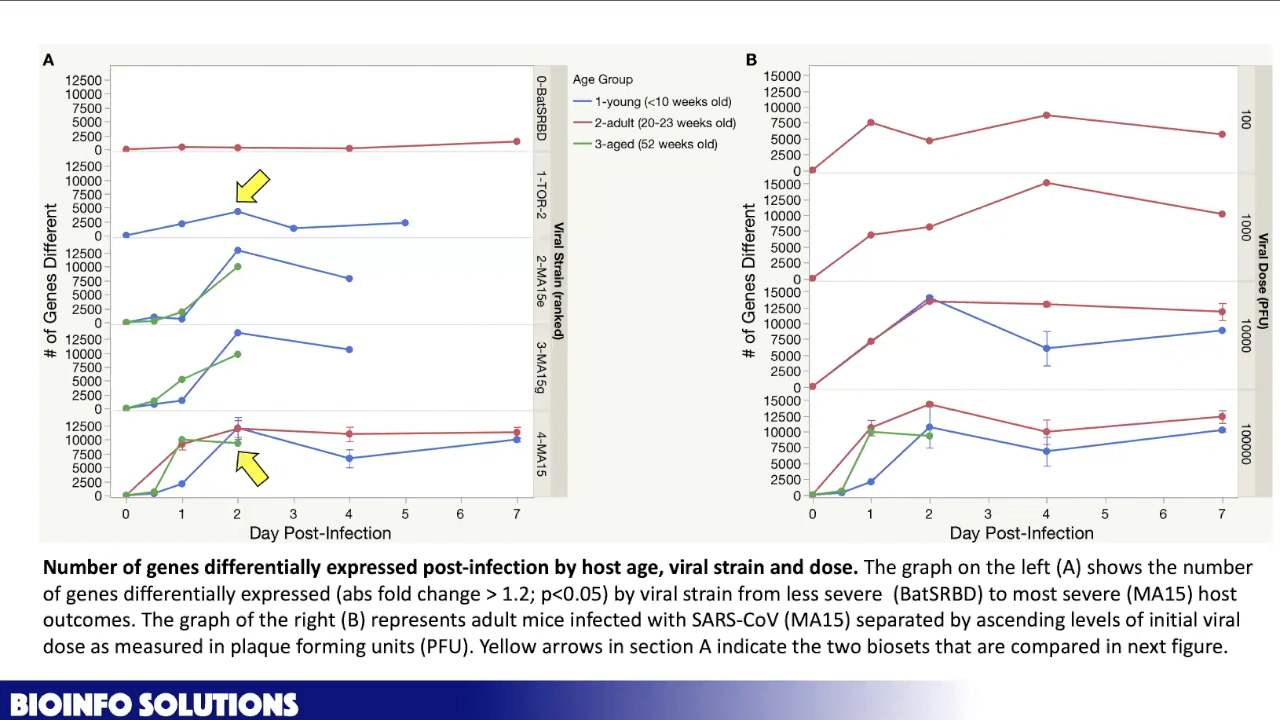 A
# of Genes Different
12500
10000
7500
5000
2500
0
0-BatSRBD
12500
10000
7500
5000
2500
0
1-TOR-2
12500
10000
7500
5000
2500
0
2-MA15e
12500
10000
7500
5000
2500
0
3-MA15g
12500
10000
7500
5000
2500
0
4-MA15
Viral Strain (ranked)
0 1 2 3 4 5 6 7
Day Post-Infection
Age Group
1-young (<10 weeks old)
2-adult (20-23 weeks old)
3-aged (52 weeks old)
B
# of Genes Different
15000
12500
10000
7500
5000
2500
0
100
15000
12500
10000
7500
5000
2500
0
1000
15000
12500
10000
7500
5000
2500
0
10000
15000
12500
10000
7500
5000
2500
0
100000
Viral Dose (PFU)
0 1 2 3 4 5 6 7
Day Post-Infection
Number of genes differentially expressed post-infection by host age, viral strain and dose. The graph on the left (A) shows the number
of genes differentially expressed (abs fold change > 1.2; p<0.05) by viral strain from less severe (BatSRBD) to most severe (MA15) host
outcomes. The graph of the right (B) represents adult mice infected with SARS-CoV (MA15) separated by ascending levels of initial viral
dose as measured in plaque forming units (PFU). Yellow arrows in section A indicate the two biosets that are compared in next figure.
BIOINFO SOLUTIONS